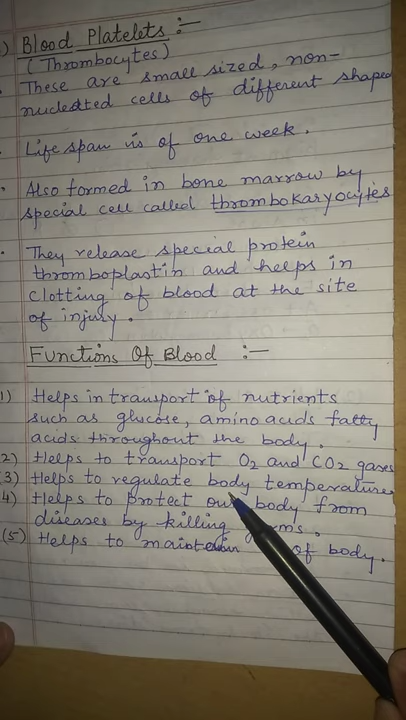 ) Blood Platelets :-
(Thrombocytes)
. These are small sized, non-
nucleated cells of different shaped
. Life span is of one week.
. Also formed in bone marrow by
special cell called thrombokaryocytes
. They release special protein
thromboplastin and helps in
clotting of blood at the site
of injury.
Functions Of Blood :-
1) Helps in transport of nutrients
such as glucose, amino acids fatty
acids throughout the body.
2) Helps to transport O2 and CO2 gases
(3) Helps to regulate body temperature
4) Helps to protect our body from
diseases by killing
(5) Helps to maintain of body.